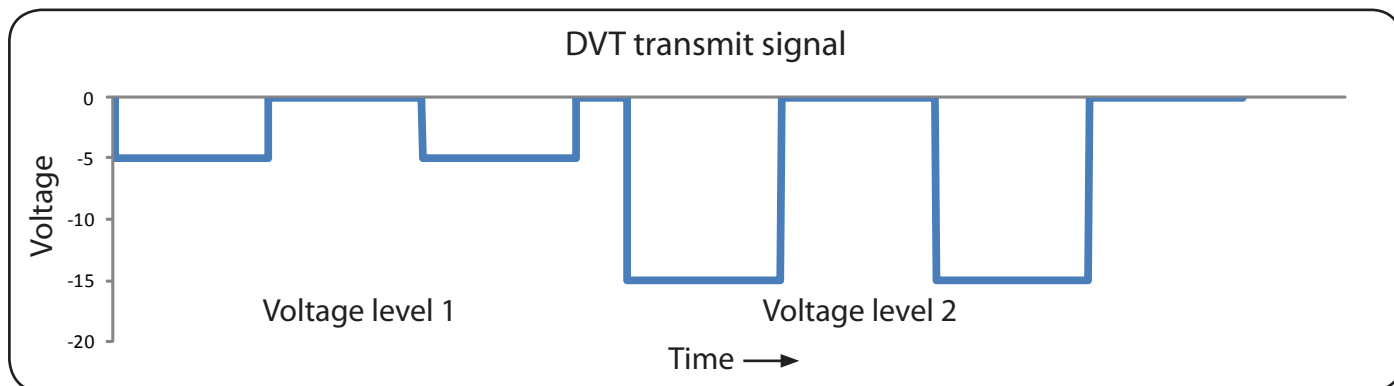 DVT transmit signal
0
-5
-10
-15
-20
Voltage
Voltage level 1
Voltage level 2
Time